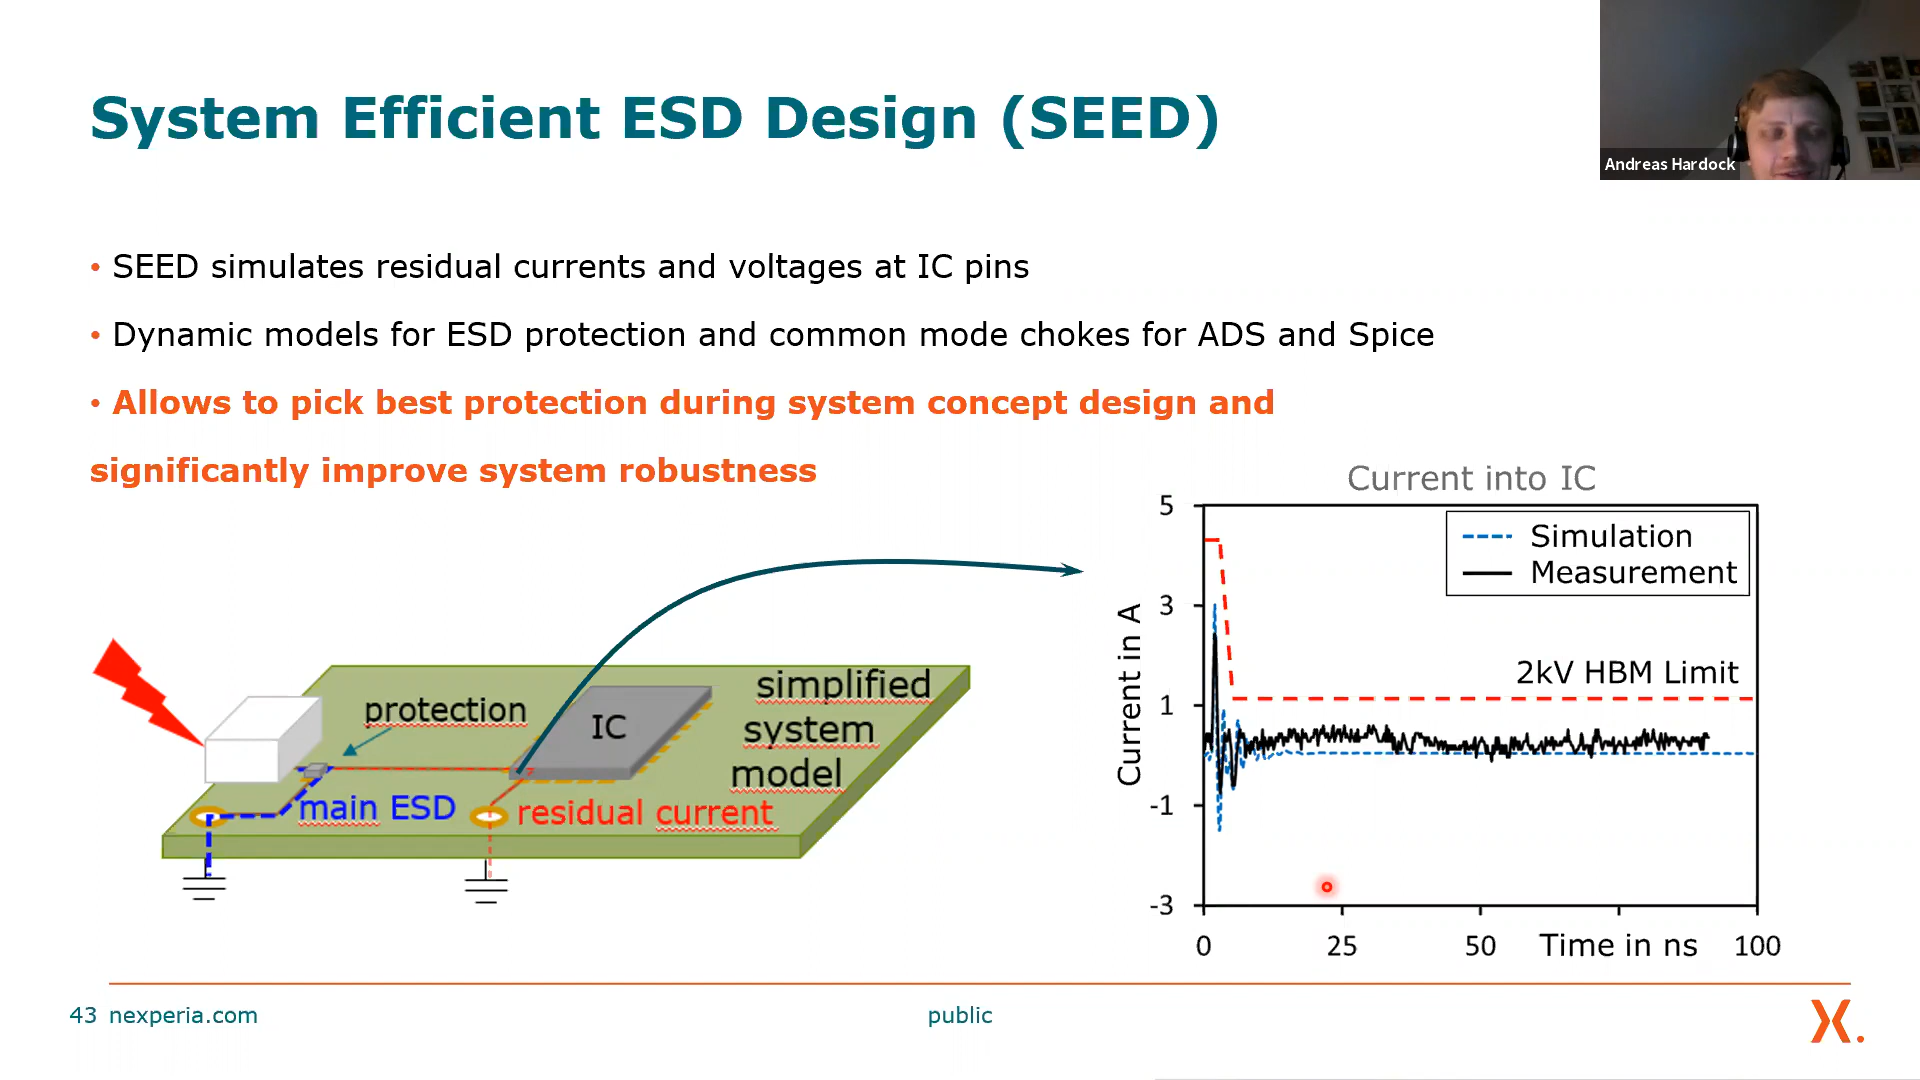 System Efficient ESD Design (SEED)
Andreas Hardock
• SEED simulates residual currents and voltages at IC pins
• Dynamic models for ESD protection and common mode chokes for ADS and Spice
• Allows to pick best protection during system concept design and
significantly improve system robustness
protection
IC
simplified
system
model
main ESD
residual current
Current into IC
Simulation
Measurement
2kV HBM Limit
Current in A
5
3
1
-1
-3
0
25
50
Time in ns
100
43 nexperia.com
public